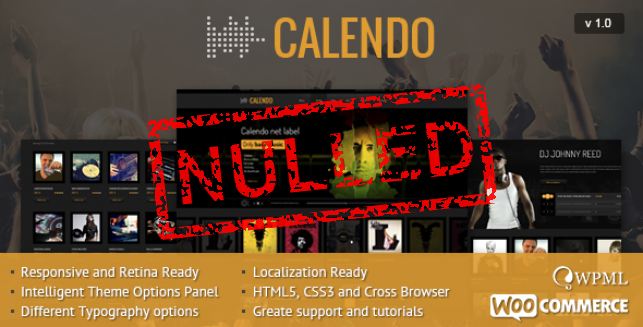 v 1.0
CALENDO
CALENDO
Calendo net label
NULLED
DJ JOHNNY REED
Responsive and Retina Ready
Intelligent Theme Options Panel
Different Typography options
Localization Ready
HTML5, CSS3 and Cross Browser
Greate support and tutorials
WPML
WOO COMMERCE